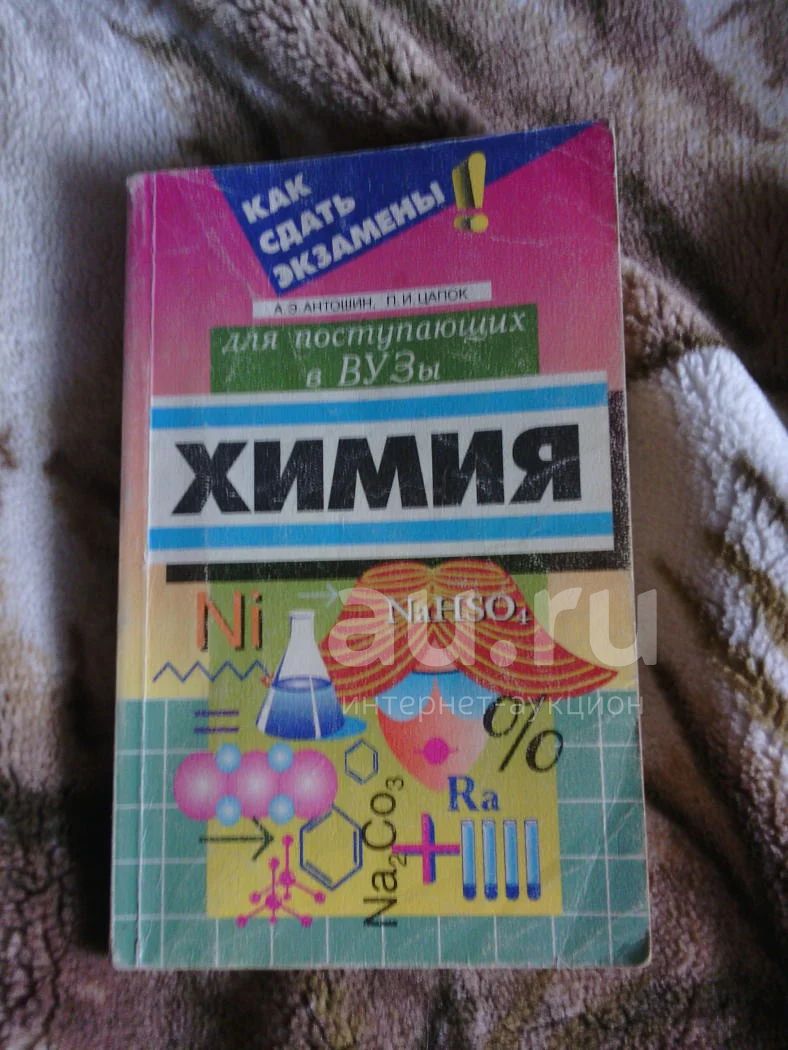 КАК
СДАТЬ
ЭКЗАМЕНЫ!
А.Э.АНТОШИН, П.И.ЦАПОК
для поступающих
в ВУЗы
ХИМИЯ
Ni
NaHSO₄
au.ru
интернет-аукцион
%
=
Ra
Na₂Co₃
+